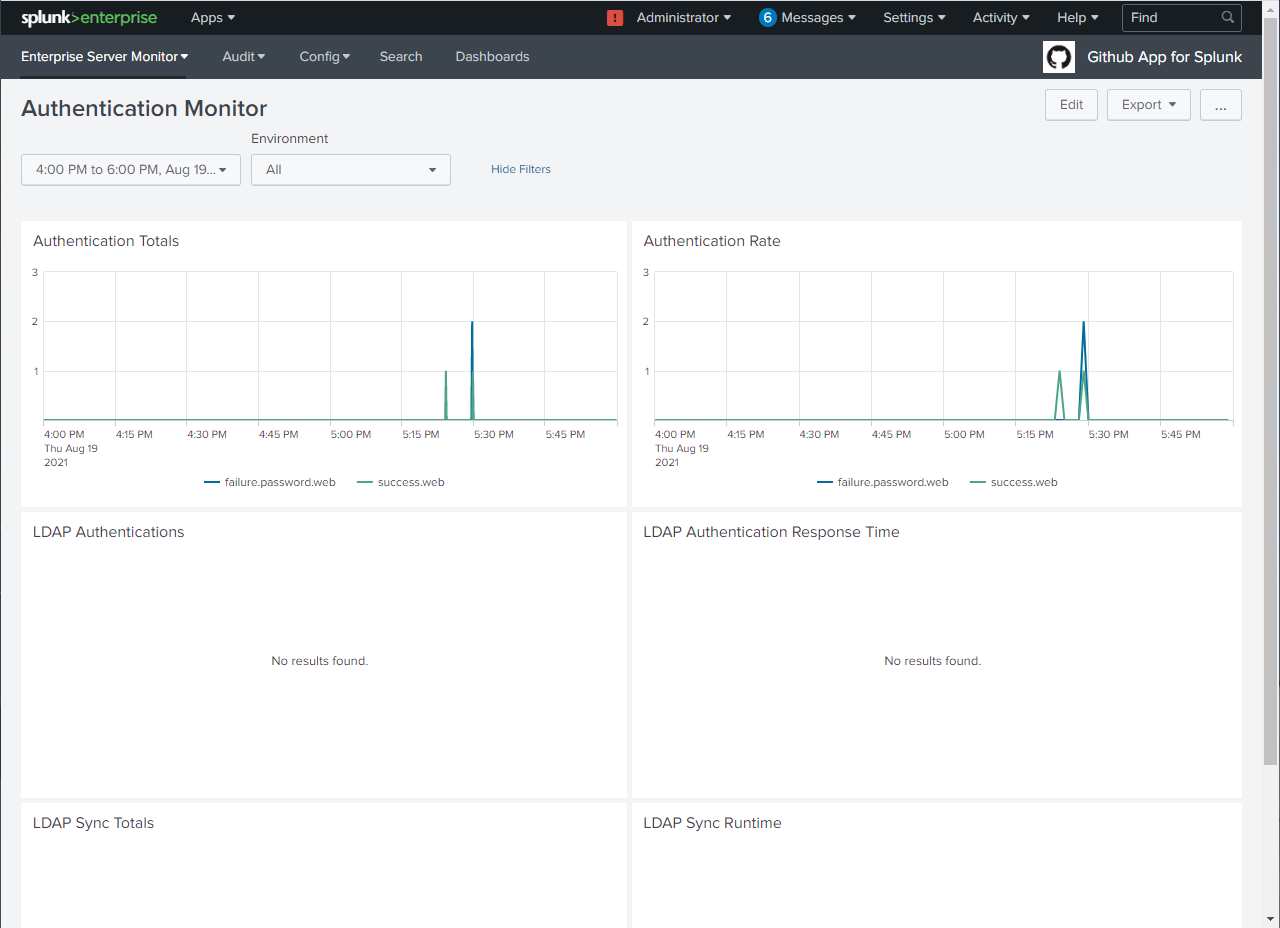 splunk>enterprise Apps ! Administrator 6 Messages Settings Activity Help Find
Enterprise Server Monitor Audit Config Search Dashboards Github App for Splunk
Authentication Monitor Edit Export ...
Environment
4:00 PM to 6:00 PM, Aug 19... All Hide Filters
Authentication Totals
3
2
1
4:00 PM 4:15 PM 4:30 PM 4:45 PM 5:00 PM 5:15 PM 5:30 PM 5:45 PM
Thu Aug 19
2021
failure.password.web success.web
Authentication Rate
3
2
1
4:00 PM 4:15 PM 4:30 PM 4:45 PM 5:00 PM 5:15 PM 5:30 PM 5:45 PM
Thu Aug 19
2021
failure.password.web success.web
LDAP Authentications
No results found.
LDAP Authentication Response Time
No results found.
LDAP Sync Totals
LDAP Sync Runtime